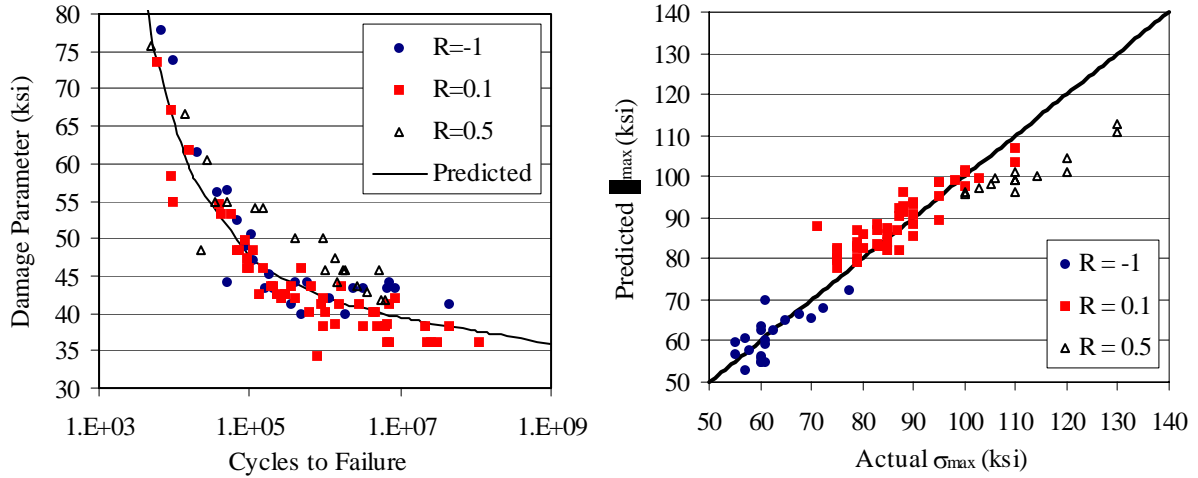 80
75
70
65
60
55
50
45
40
35
30
Damage Parameter (ksi)
R=-1
R=0.1
R=0.5
Predicted
1.E+03
1.E+05
1.E+07
1.E+09
Cycles to Failure
140
130
120
110
100
90
80
70
60
50
Predicted max (ksi)
R = -1
R = 0.1
R = 0.5
50 60 70 80 90 100 110 120 130 140
Actual σmax (ksi)